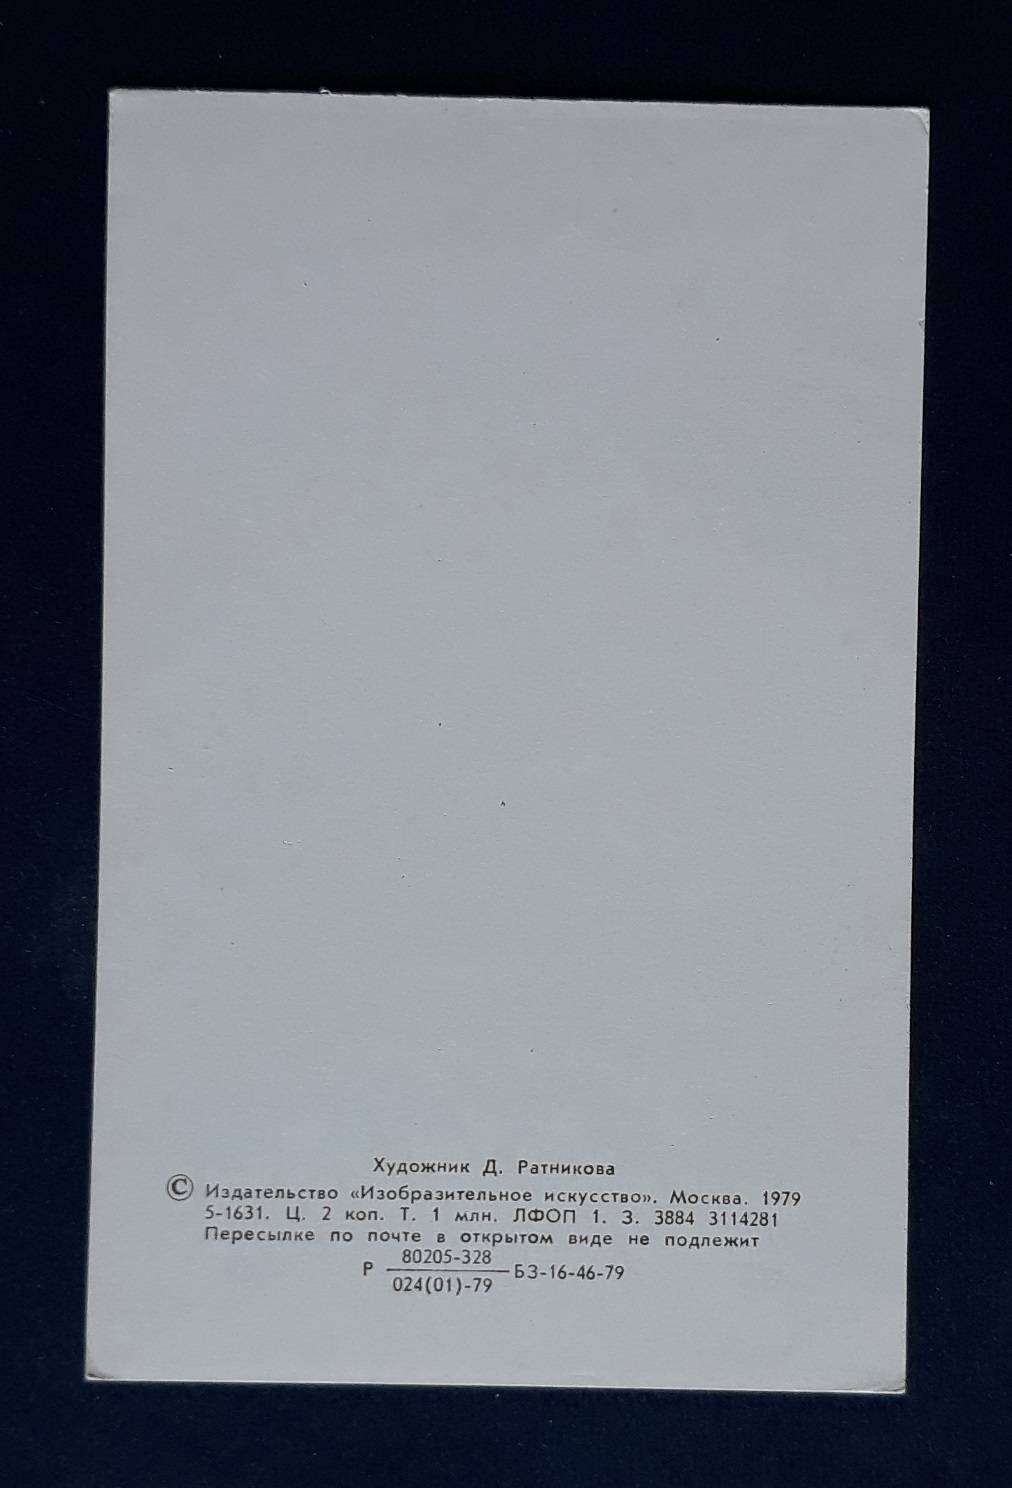 Художник Д. Ратникова
© Издательство «Изобразительное искусство». Москва. 1979
5-1631. Ц. 2 коп. Т. 1 млн. ЛФОП 1. З. 3884 3114281
Пересылке по почте в открытом виде не подлежит
80205-328
Р БЗ-16-46-79
024(01)-79